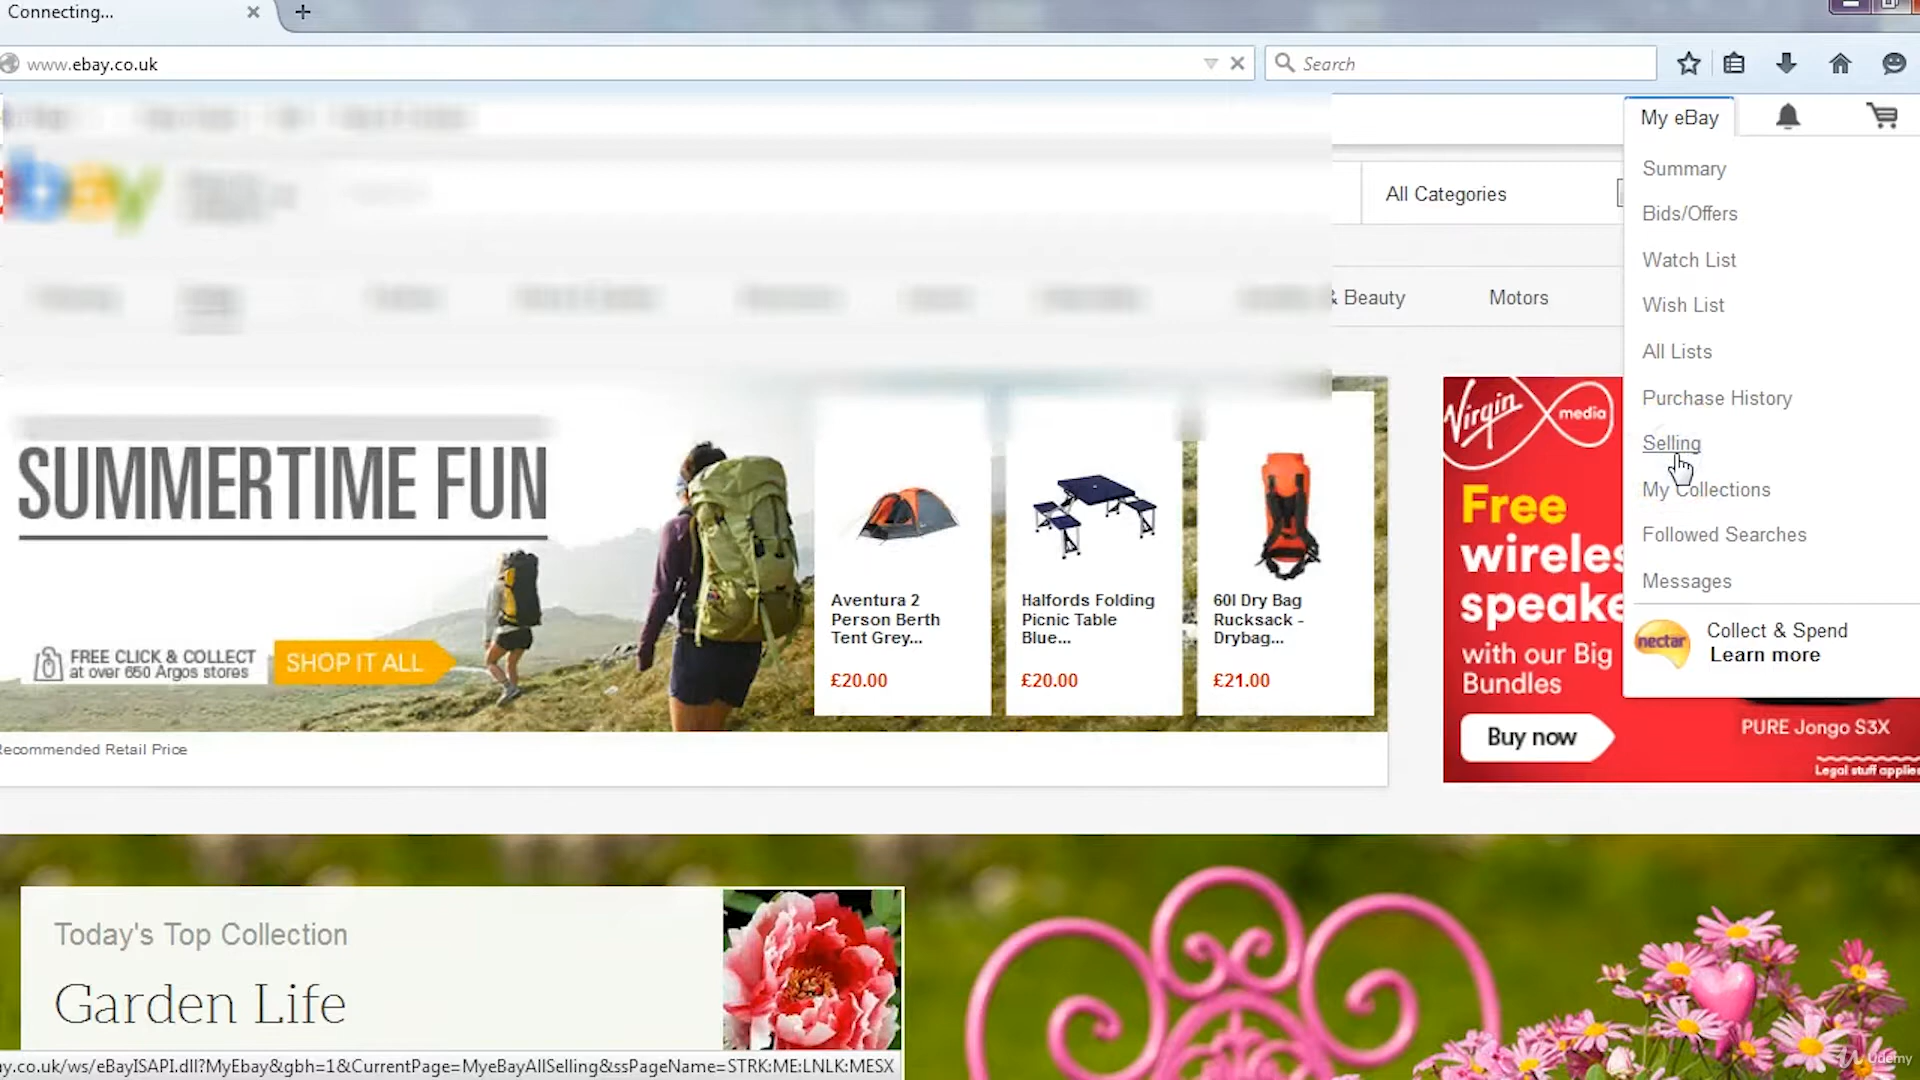 Connecting...
www.ebay.co.uk
Search
My eBay
ebay
All Categories
Summary
Bids/Offers
Watch List
Wish List
All Lists
Purchase History
Selling
My Collections
Followed Searches
Messages
nectar
Collect & Spend
Learn more
& Beauty
Motors
SUMMERTIME FUN
FREE CLICK & COLLECT
at over 650 Argos stores
SHOP IT ALL
Aventura 2
Person Berth
Tent Grey...
£20.00
Halfords Folding
Picnic Table
Blue...
£20.00
60l Dry Bag
Rucksack -
Drybag...
£21.00
Virgin media
Free
wireles
speake
with our Big
Bundles
Buy now
PURE Jongo S3X
Legal stuff applies
Recommended Retail Price
Today's Top Collection
Garden Life
ay.co.uk/ws/eBayISAPI.dll?MyEbay&gbh=1&CurrentPage=MyeBayAllSelling&ssPageName=STRK:ME:LNLK:MESX
Udemy